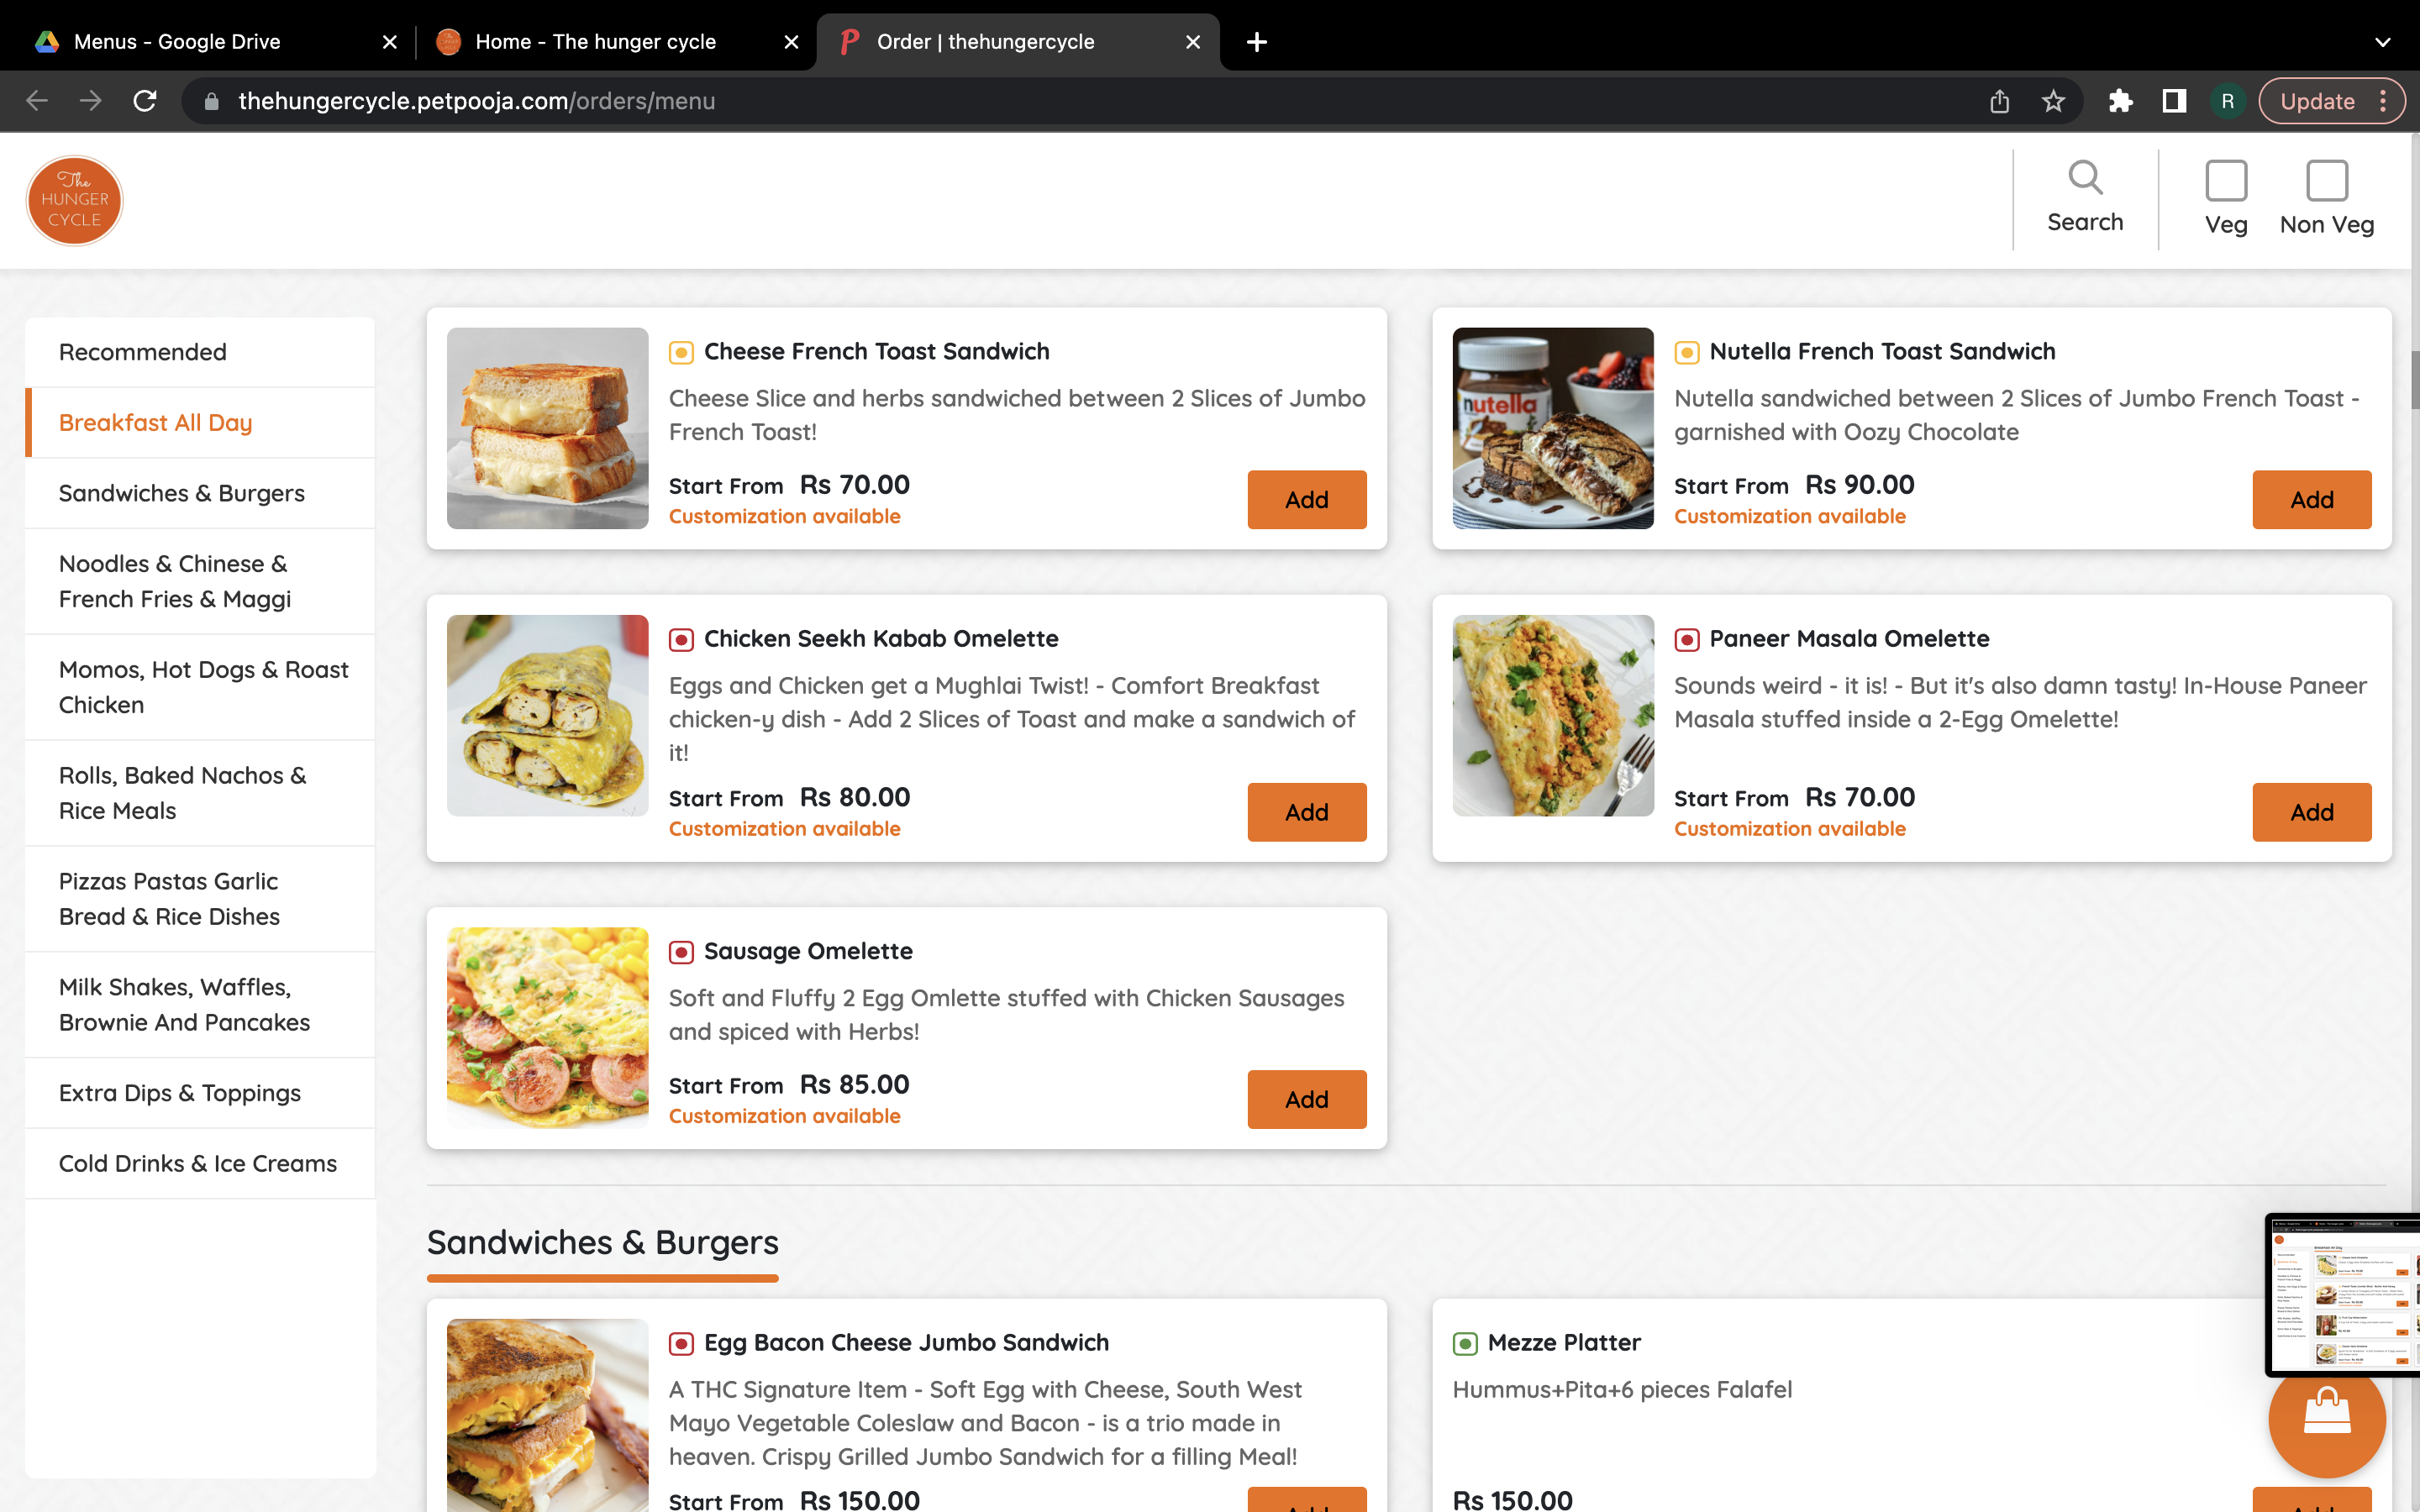 Menus - Google Drive
Home - The hunger cycle
Order | thehungercycle
thehungercycle.petpooja.com/orders/menu
R
Update
The
HUNGER
CYCLE
Search
Veg
Non Veg
Recommended
Breakfast All Day
Sandwiches & Burgers
Noodles & Chinese &
French Fries & Maggi
Momos, Hot Dogs & Roast
Chicken
Rolls, Baked Nachos &
Rice Meals
Pizzas Pastas Garlic
Bread & Rice Dishes
Milk Shakes, Waffles,
Brownie And Pancakes
Extra Dips & Toppings
Cold Drinks & Ice Creams
Cheese French Toast Sandwich
Cheese Slice and herbs sandwiched between 2 Slices of Jumbo
French Toast!
Start From Rs 70.00
Customization available
Add
nutella
Nutella French Toast Sandwich
Nutella sandwiched between 2 Slices of Jumbo French Toast -
garnished with Oozy Chocolate
Start From Rs 90.00
Customization available
Add
Chicken Seekh Kabab Omelette
Eggs and Chicken get a Mughlai Twist! - Comfort Breakfast
chicken-y dish - Add 2 Slices of Toast and make a sandwich of
it!
Start From Rs 80.00
Customization available
Add
Paneer Masala Omelette
Sounds weird - it is! - But it's also damn tasty! In-House Paneer
Masala stuffed inside a 2-Egg Omelette!
Start From Rs 70.00
Customization available
Add
Sausage Omelette
Soft and Fluffy 2 Egg Omlette stuffed with Chicken Sausages
and spiced with Herbs!
Start From Rs 85.00
Customization available
Add
Sandwiches & Burgers
Egg Bacon Cheese Jumbo Sandwich
A THC Signature Item - Soft Egg with Cheese, South West
Mayo Vegetable Coleslaw and Bacon - is a trio made in
heaven. Crispy Grilled Jumbo Sandwich for a filling Meal!
Start From Rs 150.00
Add
Mezze Platter
Hummus+Pita+6 pieces Falafel
Rs 150.00
Add